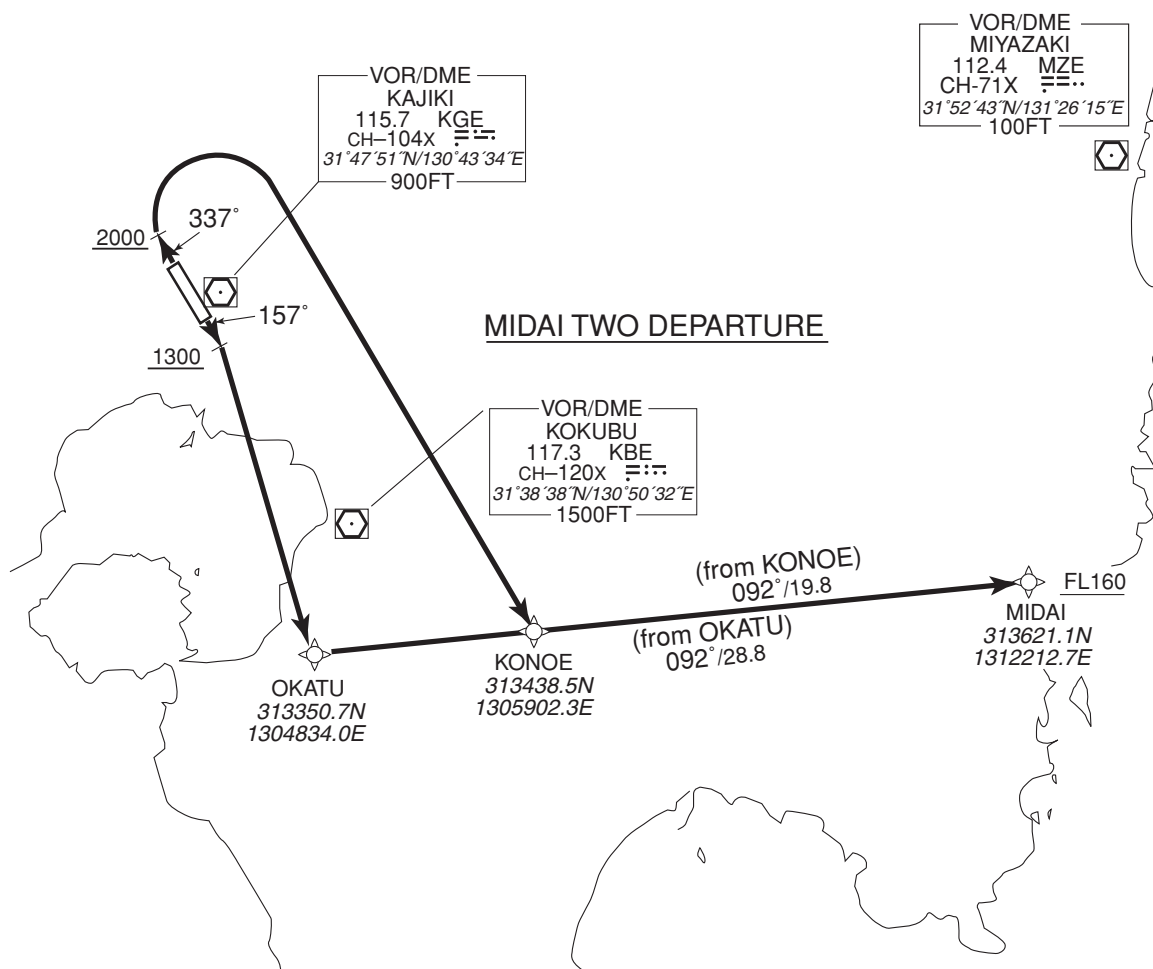 VOR/DME
MIYAZAKI
112.4 MZE
CH-71X
31°52´43˝N/131°26´15˝E
100FT
VOR/DME
KAJIKI
115.7 KGE
CH–104X
31°47´51˝N/130°43´34˝E
900FT
337°
2000
157°
1300
MIDAI TWO DEPARTURE
VOR/DME
KOKUBU
117.3 KBE
CH–120X
31°38´38˝N/130°50´32˝E
1500FT
(from KONOE)
092°/19.8
FL160
MIDAI
313621.1N
1312212.7E
(from OKATU)
092°/28.8
KONOE
313438.5N
1305902.3E
OKATU
313350.7N
1304834.0E